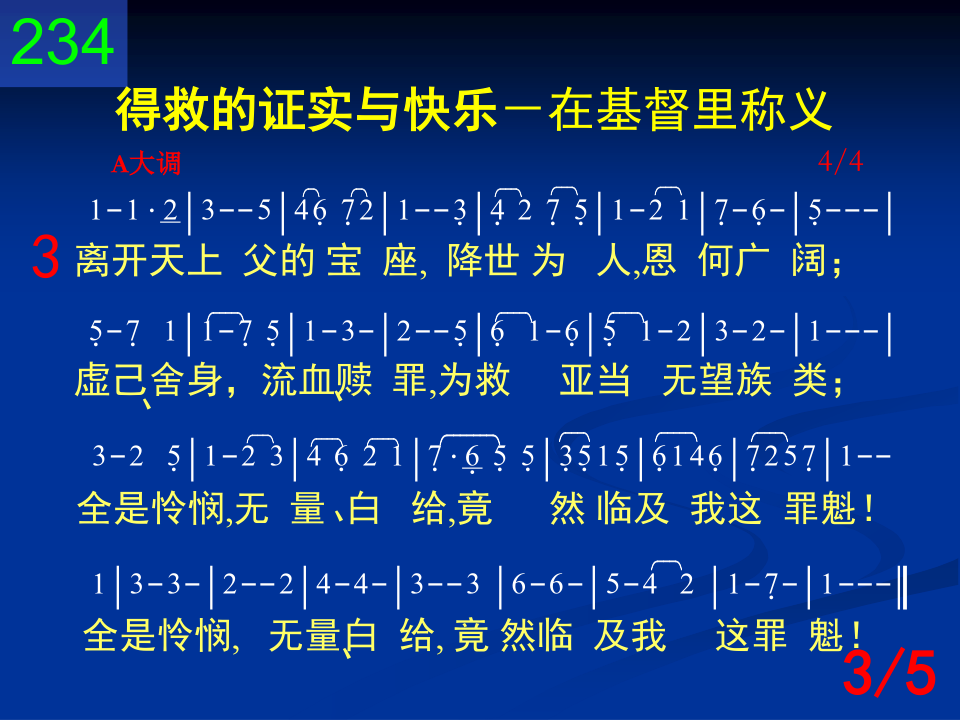 234
得救的证实与快乐－在基督里称义
A大调 4/4
1-1·2|3--5|46 72|1--3|4 2 7 5|1-2 1|7-6-|5---|
3 离开天上 父的 宝 座, 降世 为 人,恩 何广 阔；
5-7 1|1-7 5|1-3-|2--5|6 1-6|5 1-2|3-2-|1---|
虚己、舍身，流血、赎 罪,为救 亚当 无望族 类；
3-2 5|1-2 3|4 6 2 1|7·6 5 5|3515|6146|7257|1--
全是怜悯,无 量、白 给,竟 然 临及 我这 罪魁！
1|3-3-|2--2|4-4-|3--3|6-6-|5-4 2|1-7-|1---‖
全是怜悯, 无量、白 给, 竟 然临 及我 这罪 魁！
3/5